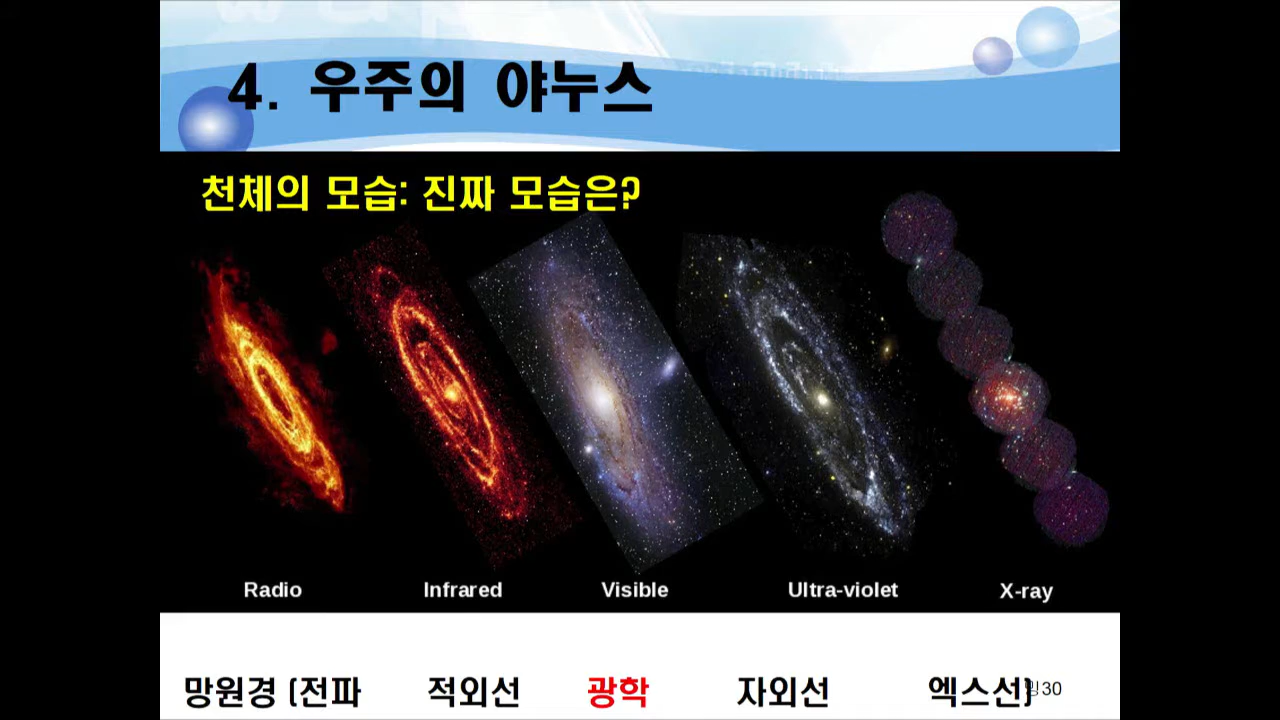 4. 우주의 야누스
천체의 모습: 진짜 모습은?
Radio Infrared Visible Ultra-violet X-ray
망원경 (전파 적외선 광학 자외선 엑스선)
30